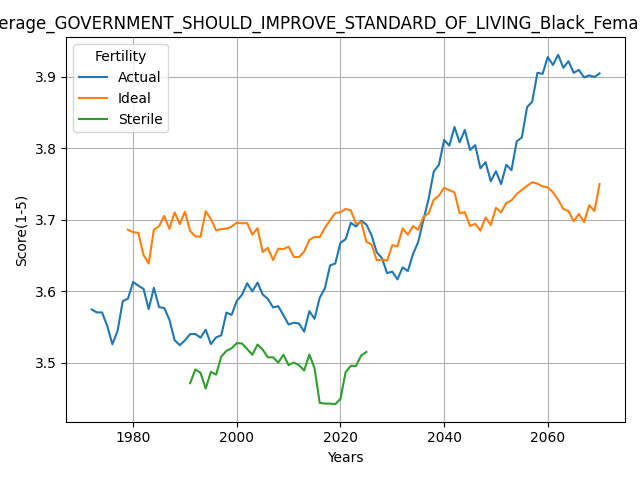 erage_GOVERNMENT_SHOULD_IMPROVE_STANDARD_OF_LIVING_Black_Fema
Fertility
Actual
Ideal
Sterile
Score(1-5)
3.9
3.8
3.7
3.6
3.5
1980 2000 2020 2040 2060
Years